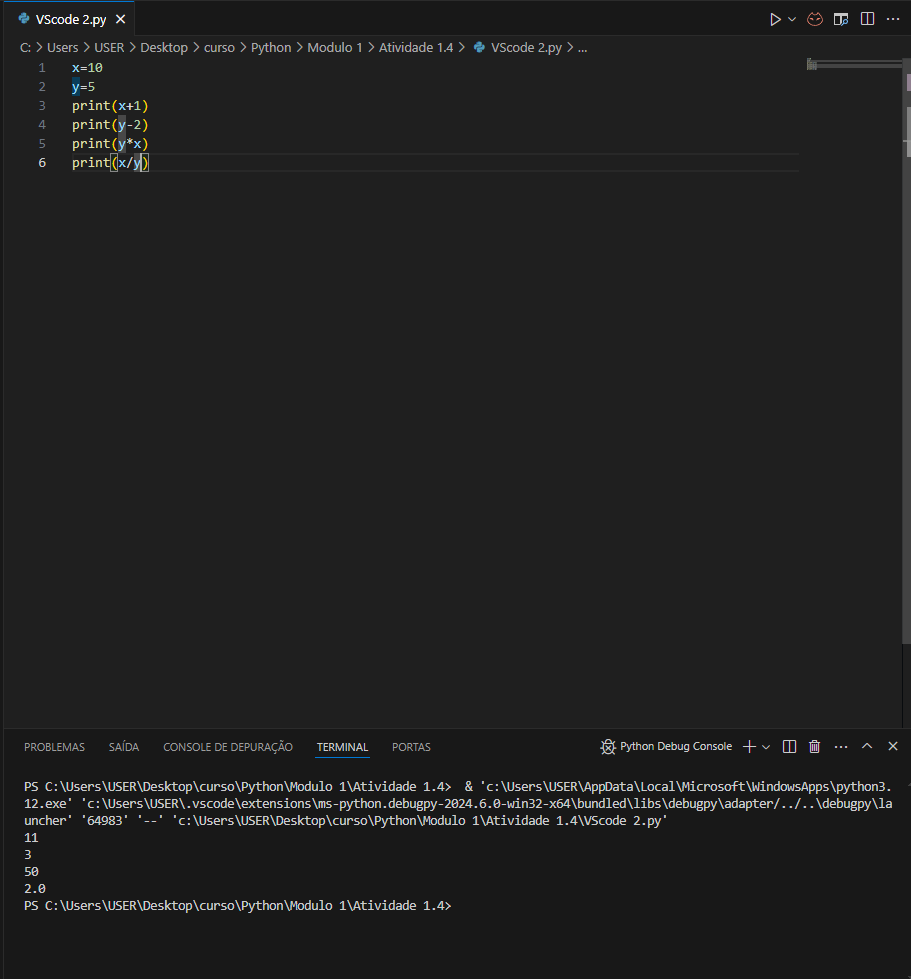 VScode 2.py
C: > Users > USER > Desktop > curso > Python > Modulo 1 > Atividade 1.4 > VScode 2.py > ...
1 x=10
2 y=5
3 print(x+1)
4 print(y-2)
5 print(y*x)
6 print(x/y)
PROBLEMAS SAÍDA CONSOLE DE DEPURAÇÃO TERMINAL PORTAS Python Debug Console
PS C:\Users\USER\Desktop\curso\Python\Modulo 1\Atividade 1.4>  & 'c:\Users\USER\AppData\Local\Microsoft\WindowsApps\python3.
12.exe' 'c:\Users\USER\.vscode\extensions\ms-python.debugpy-2024.6.0-win32-x64\bundled\libs\debugpy\adapter/../..\debugpy\la
uncher' '64983' '--' 'c:\Users\USER\Desktop\curso\Python\Modulo 1\Atividade 1.4\VScode 2.py'
11
3
50
2.0
PS C:\Users\USER\Desktop\curso\Python\Modulo 1\Atividade 1.4>